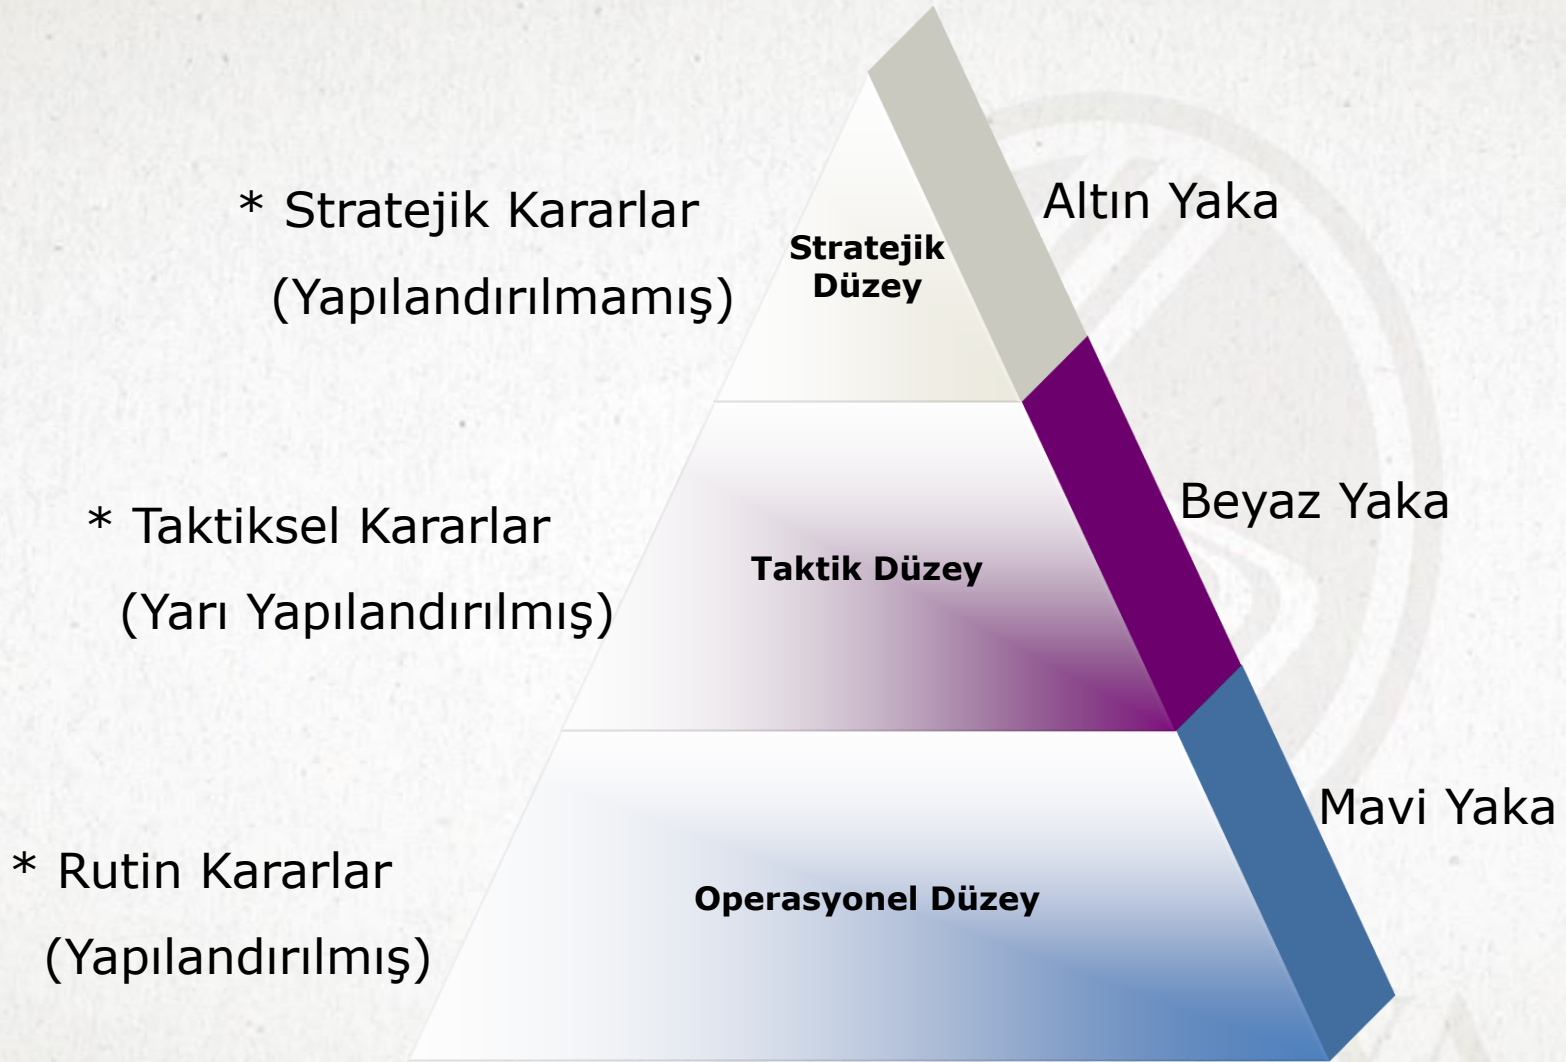 * Stratejik Kararlar
(Yapılandırılmamış)
Stratejik
Düzey
Altın Yaka
* Taktiksel Kararlar
(Yarı Yapılandırılmış)
Taktik Düzey
Beyaz Yaka
* Rutin Kararlar
(Yapılandırılmış)
Operasyonel Düzey
Mavi Yaka